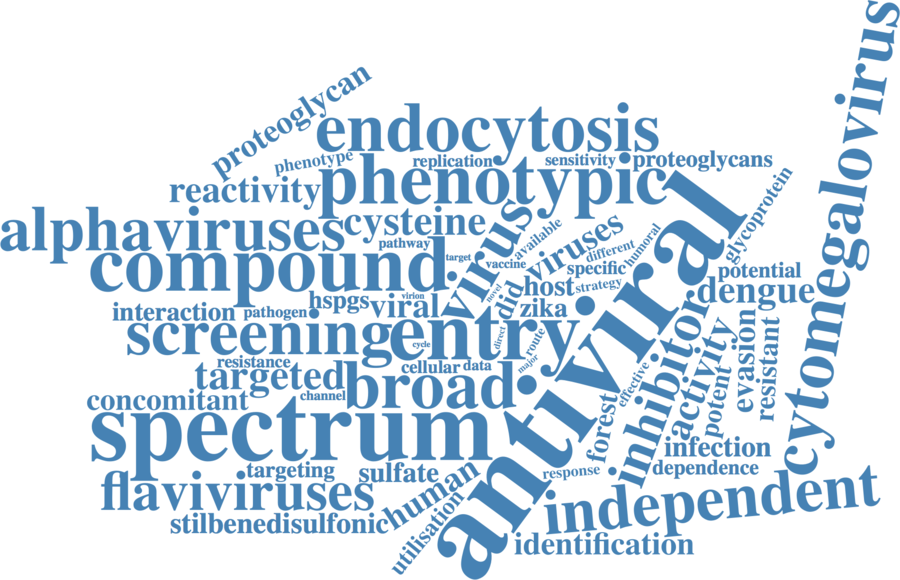 proteoglycan
endocytosis
cytomegalovirus
phenotype
replication
sensitivity
proteoglycans
reactivity
phenotypic
glycoprotein
alphaviruses
cysteine
virus
available
viruses
different
humoral
pathway
target
vaccine
specific
potential
compound
antiviral
novel
did
host
strategy
dengue
interaction
pathogen
hspgs
viral
virion
zika
screening
entry
cycle
direct
route
major
inhibitor
activity
evasion
resistant
resistance
targeted
channel
broad
cellular
data
effective
potent
concomitant
spectrum
forest
infection
targeting
sulfate
human
response
dependence
flaviviruses
utilisation
independent
stilbenedisulfonic
identification